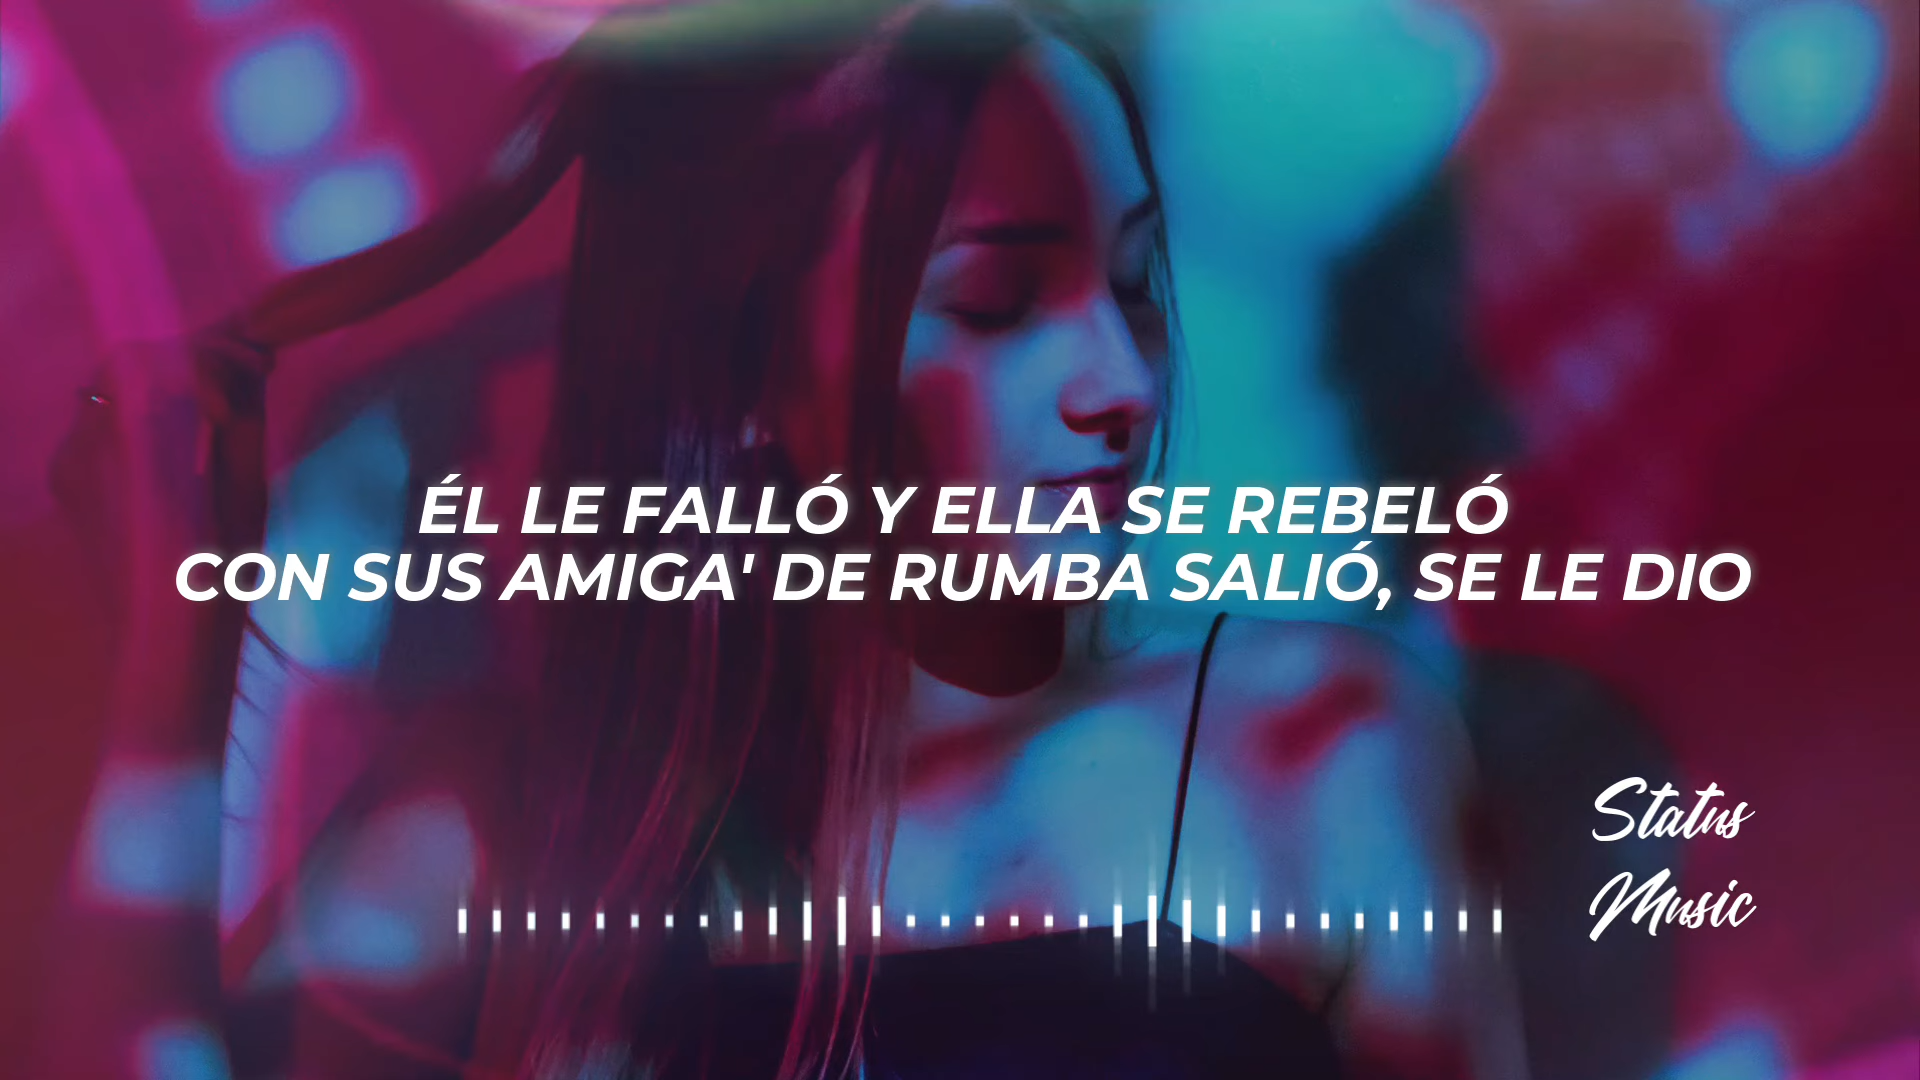 ÉL LE FALLÓ Y ELLA SE REBELÓ
CON SUS AMIGA' DE RUMBA SALIÓ, SE LE DIO
Status
Music